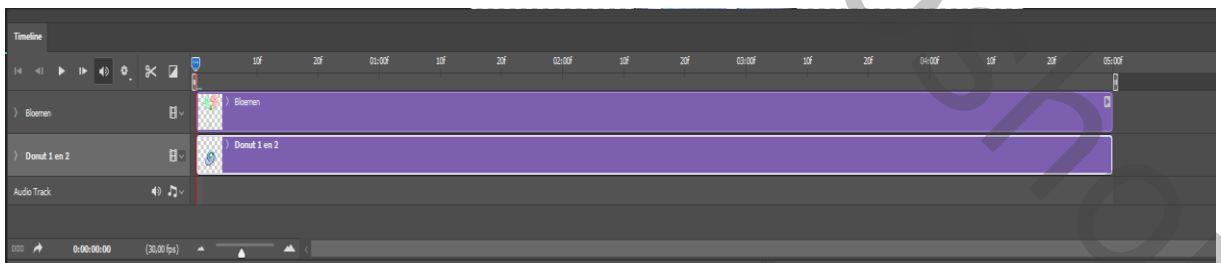 Timeline
10f 20f 01:00f 10f 20f 02:00f 10f 20f 03:00f 10f 20f 04:00f 10f 20f 05:00f
Bloemen Bloemen
Donut 1 en 2 Donut 1 en 2
Audio Track
0:00:00:00 (30,00 fps)